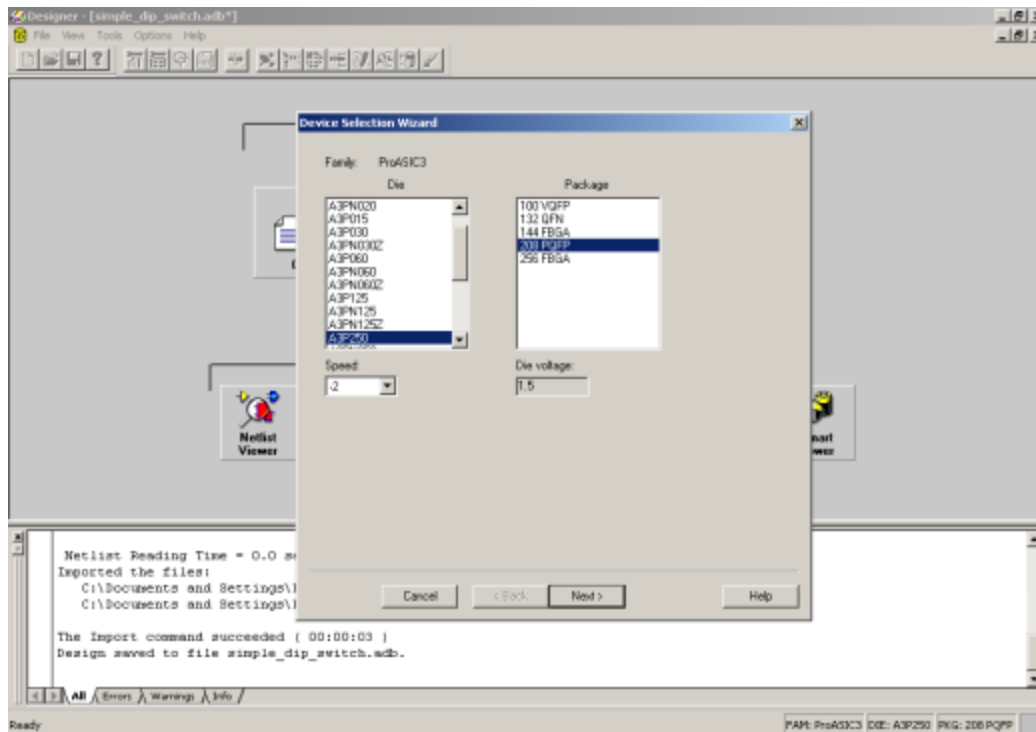 Designer - [simple_dip_switch.adb*]
File View Tools Options Help
Device Selection Wizard
Family: ProASIC3
Die
Package
A3PN020
A3P015
A3P030
A3PN030Z
A3P060
A3PN060
A3PN060Z
A3P125
A3PN125
A3PN125Z
A3P250
100 VQFP
132 QFN
144 FBGA
208 PQFP
256 FBGA
Speed:
-2
Die voltage:
1.5
Netlist
Viewer
Cancel
< Back
Next >
Help
Netlist Reading Time = 0.0 se
Imported the files:
C:\Documents and Settings\
C:\Documents and Settings\
The Import command succeeded ( 00:00:03 )
Design saved to file simple_dip_switch.adb.
All Errors Warnings Info
Ready
FAM: ProASIC3 DIE: A3P250 PKG: 208 PQFP